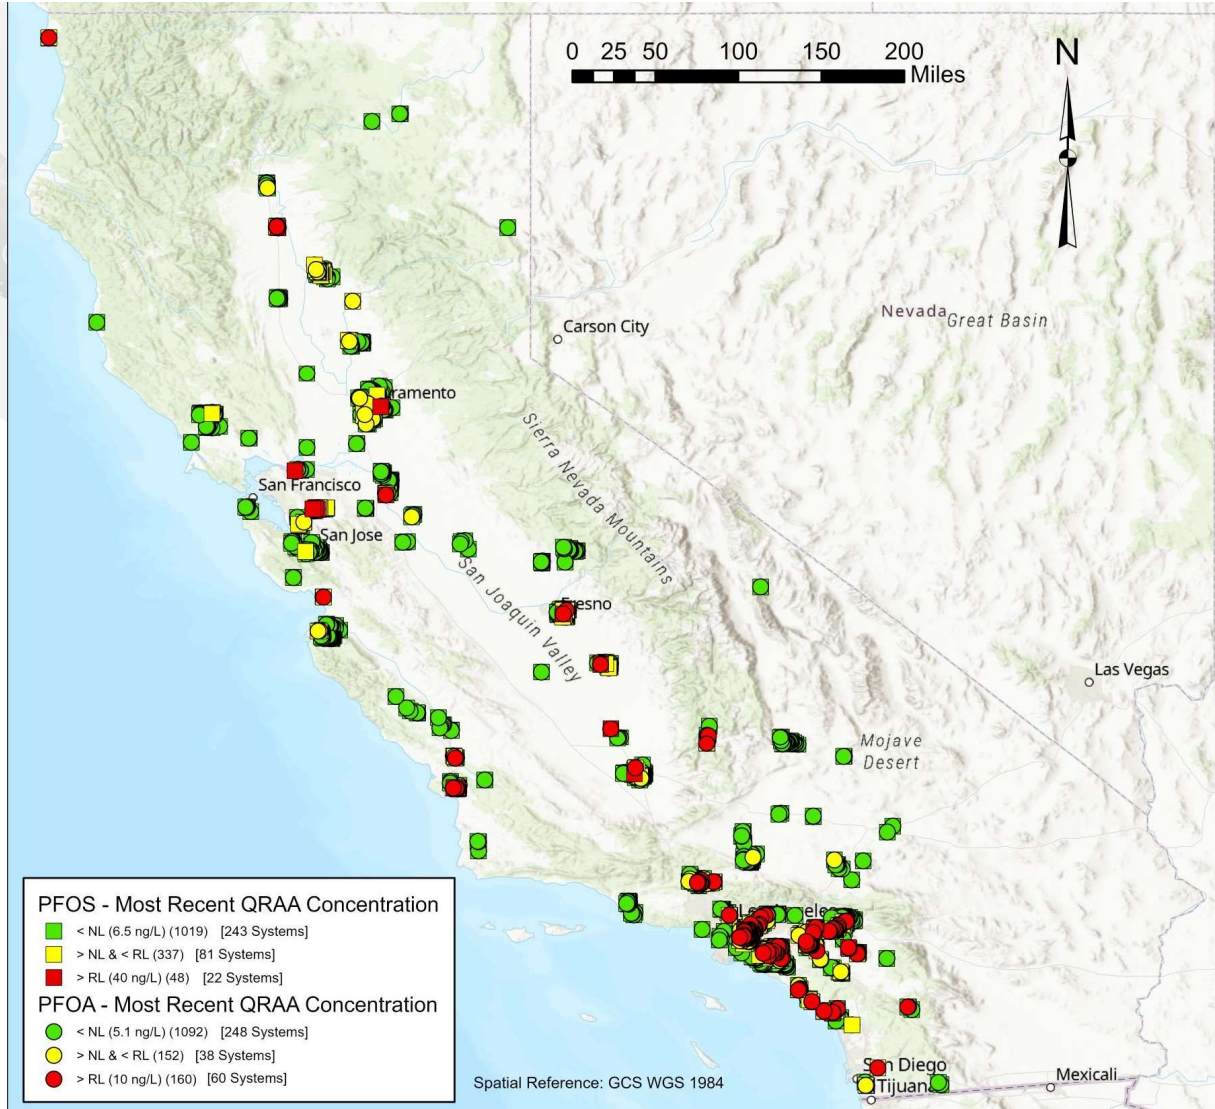 0 25 50 100 150 200
Miles
N
Carson City
Nevada
Great Basin
ramento
Sierra Nevada Mountains
San Francisco
San Jose
San Joaquin Valley
Fresno
Las Vegas
Mojave
Desert
Los Angeles
San Diego
Tijuana
Mexicali
PFOS - Most Recent QRAA Concentration
< NL (6.5 ng/L) (1019) [243 Systems]
> NL & < RL (337) [81 Systems]
> RL (40 ng/L) (48) [22 Systems]
PFOA - Most Recent QRAA Concentration
< NL (5.1 ng/L) (1092) [248 Systems]
> NL & < RL (152) [38 Systems]
> RL (10 ng/L) (160) [60 Systems]
Spatial Reference: GCS WGS 1984